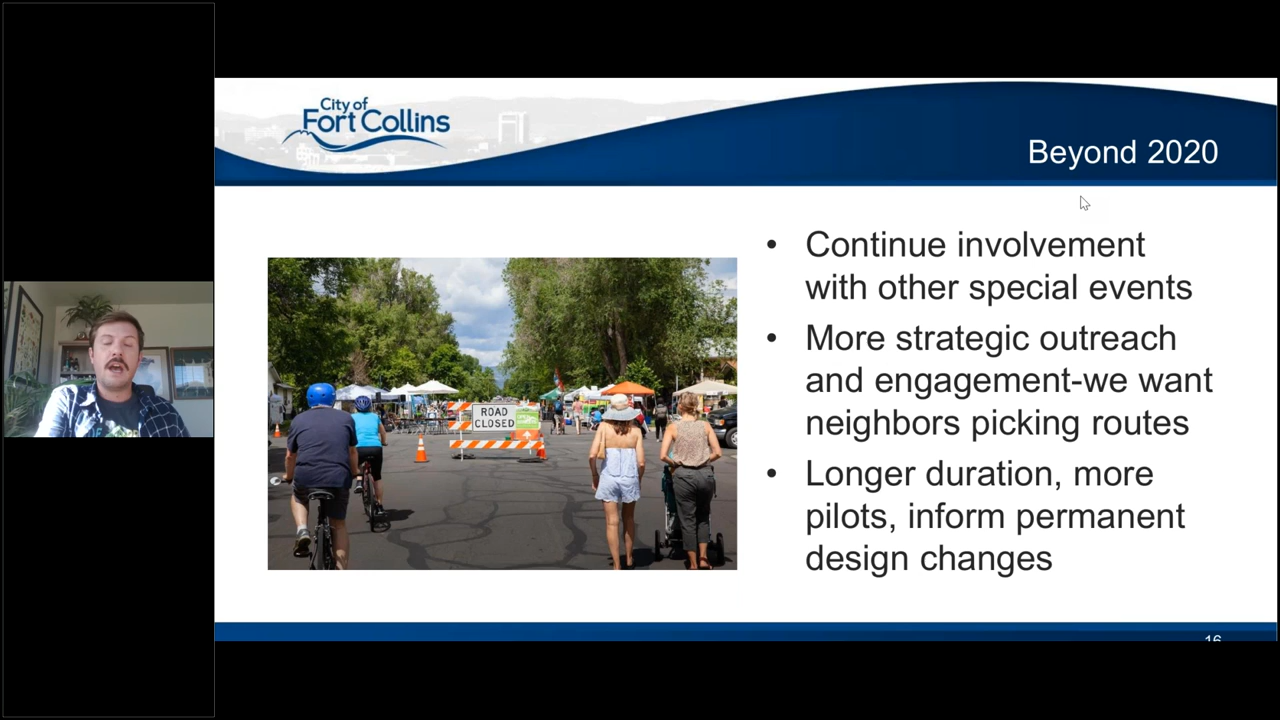 City of
Fort Collins
Beyond 2020
• Continue involvement
with other special events
• More strategic outreach
and engagement-we want
neighbors picking routes
• Longer duration, more
pilots, inform permanent
design changes
ROAD
CLOSED
16